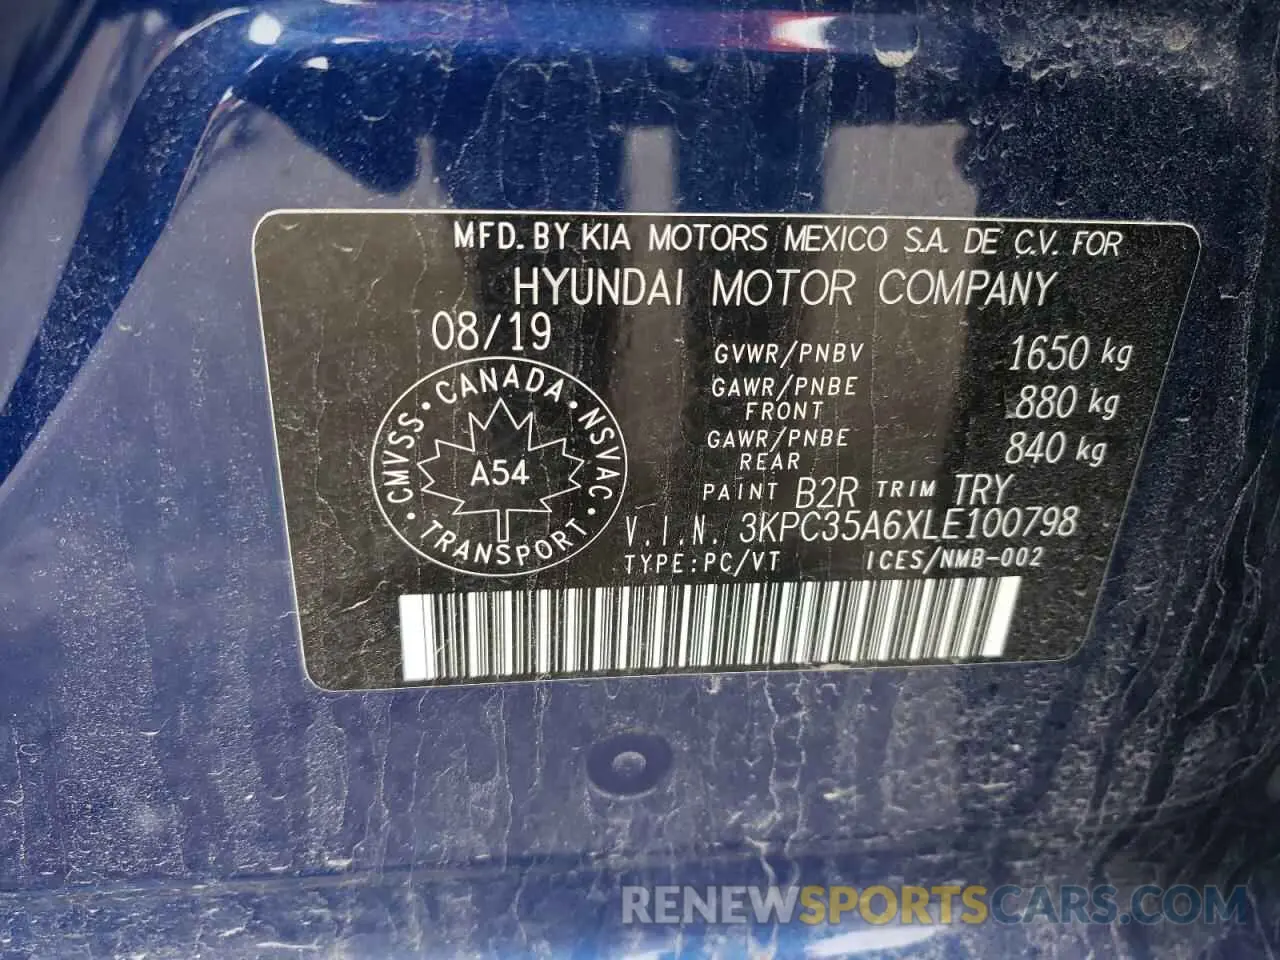 MFD. BY KIA MOTORS MEXICO S.A. DE C.V. FOR
HYUNDAI MOTOR COMPANY
08/19
GVWR/PNBV 1650 kg
GAWR/PNBE FRONT 880 kg
GAWR/PNBE REAR 840 kg
CMVSS · CANADA · NSVAC · TRANSPORT ·
A54
PAINT B2R TRIM TRY
V.I.N. 3KPC35A6XLE100798
TYPE:PC/VT ICES/NMB-002
RENEWSPORTSCARS.COM